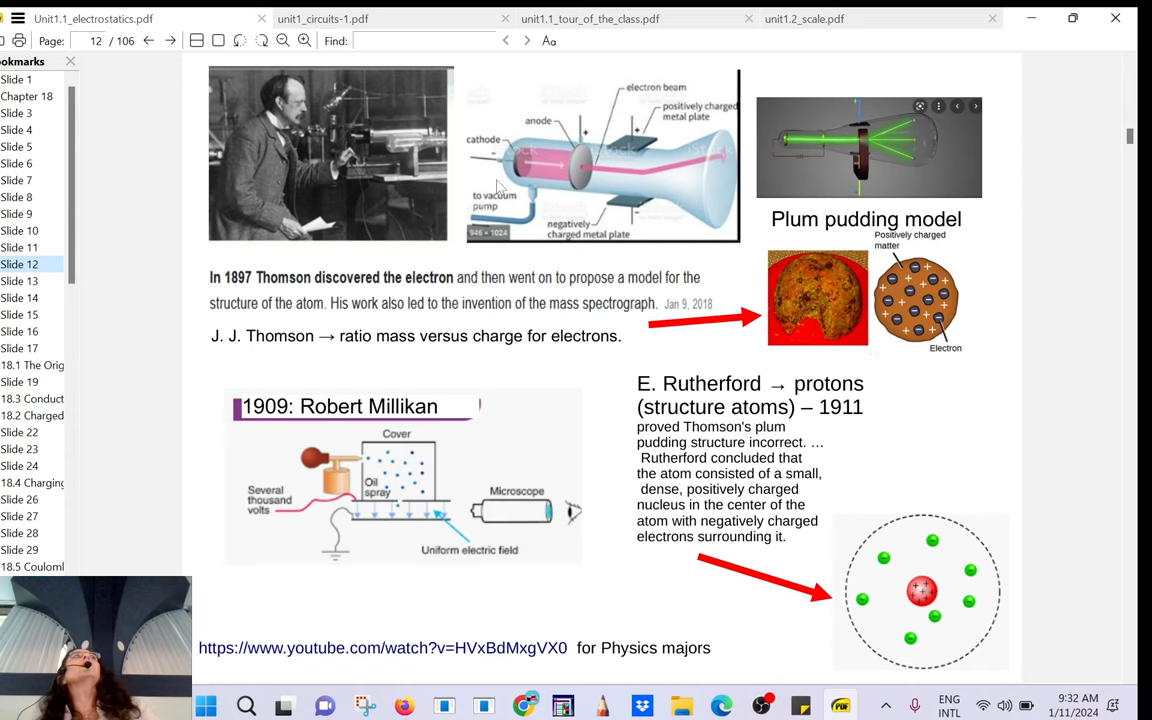 Unit1.1_electrostatics.pdf
unit1_circuits-1.pdf
unit1.1_tour_of_the_class.pdf
unit1.2_scale.pdf
Page: 12 / 106
Find:
Aa
ookmarks
Slide 1
Chapter 18
Slide 3
Slide 4
Slide 5
Slide 6
Slide 7
Slide 8
Slide 9
Slide 10
Slide 11
Slide 12
Slide 13
Slide 14
Slide 15
Slide 16
Slide 17
18.1 The Orig
Slide 19
18.3 Conduct
18.2 Charged
Slide 22
Slide 23
Slide 24
18.4 Charging
Slide 26
Slide 27
Slide 28
Slide 29
18.5 Coulomb
electron beam
positively charged
metal plate
anode
cathode
to vacuum
pump
negatively
charged metal plate
iStock
946 × 1024
Plum pudding model
Positively charged
matter
Electron
In 1897 Thomson discovered the electron and then went on to propose a model for the
structure of the atom. His work also led to the invention of the mass spectrograph. Jan 9, 2018
J. J. Thomson → ratio mass versus charge for electrons.
1909: Robert Millikan
Cover
Oil
spray
Several
thousand
volts
Microscope
Uniform electric field
E. Rutherford → protons
(structure atoms) – 1911
proved Thomson's plum
pudding structure incorrect. ...
Rutherford concluded that
the atom consisted of a small,
dense, positively charged
nucleus in the center of the
atom with negatively charged
electrons surrounding it.
https://www.youtube.com/watch?v=HVxBdMxgVX0 for Physics majors
PDF
ENG
INTL
9:32 AM
1/11/2024